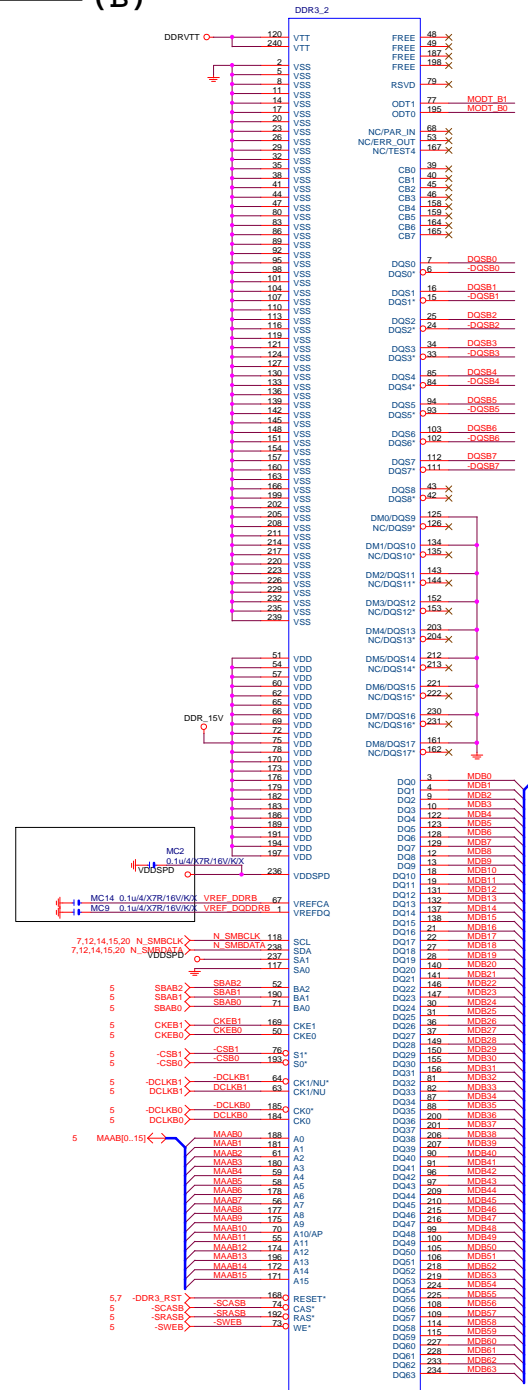 (B)
DDR3_2
DDRVTT 120 VTT
240 VTT
2 VSS
5 VSS
8 VSS
11 VSS
14 VSS
17 VSS
20 VSS
23 VSS
26 VSS
29 VSS
32 VSS
35 VSS
38 VSS
41 VSS
44 VSS
47 VSS
80 VSS
83 VSS
86 VSS
89 VSS
92 VSS
95 VSS
98 VSS
101 VSS
104 VSS
107 VSS
110 VSS
113 VSS
116 VSS
119 VSS
121 VSS
124 VSS
127 VSS
130 VSS
133 VSS
136 VSS
139 VSS
142 VSS
145 VSS
148 VSS
151 VSS
154 VSS
157 VSS
160 VSS
163 VSS
166 VSS
199 VSS
202 VSS
205 VSS
208 VSS
211 VSS
214 VSS
217 VSS
220 VSS
223 VSS
226 VSS
229 VSS
232 VSS
235 VSS
239 VSS
51 VDD
54 VDD
57 VDD
60 VDD
62 VDD
65 VDD
66 VDD
69 VDD
DDR_15V
72 VDD
75 VDD
78 VDD
170 VDD
173 VDD
176 VDD
179 VDD
182 VDD
183 VDD
186 VDD
189 VDD
191 VDD
194 VDD
197 VDD
MC2
0.1u/4/X7R/16V/K/X
VDDSPD 236 VDDSPD
MC14 0.1u/4/X7R/16V/K/X VREF_DDRB 67 VREFCA
MC9 0.1u/4/X7R/16V/K/X VREF_DQDDRB 1 VREFDQ
7,12,14,15,20 N_SMBCLK N_SMBCLK 118 SCL
7,12,14,15,20 N_SMBDATA N_SMBDATA 238 SDA
VDDSPD 237 SA1
117 SA0
5 SBAB2 SBAB2 52 BA2
5 SBAB1 SBAB1 190 BA1
5 SBAB0 SBAB0 71 BA0
5 CKEB1 CKEB1 169 CKE1
5 CKEB0 CKEB0 50 CKE0
5 -CSB1 -CSB1 76 S1*
5 -CSB0 -CSB0 193 S0*
5 -DCLKB1 -DCLKB1 64 CK1/NU*
5 DCLKB1 DCLKB1 63 CK1/NU
5 -DCLKB0 -DCLKB0 185 CK0*
5 DCLKB0 DCLKB0 184 CK0
5 MAAB[0..15] MAAB0 188 A0
MAAB1 181 A1
MAAB2 61 A2
MAAB3 180 A3
MAAB4 59 A4
MAAB5 58 A5
MAAB6 178 A6
MAAB7 56 A7
MAAB8 177 A8
MAAB9 175 A9
MAAB10 70 A10/AP
MAAB11 55 A11
MAAB12 174 A12
MAAB13 196 A13
MAAB14 172 A14
MAAB15 171 A15
5,7 -DDR3_RST 168 RESET*
5 -SCASB -SCASB 74 CAS*
5 -SRASB -SRASB 192 RAS*
5 -SWEB -SWEB 73 WE*
FREE 48
FREE 49
FREE 187
FREE 198
RSVD 79
ODT1 77 MODT_B1
ODT0 195 MODT_B0
NC/PAR_IN 68
NC/ERR_OUT 53
NC/TEST4 167
CB0 39
CB1 40
CB2 45
CB3 46
CB4 158
CB5 159
CB6 164
CB7 165
DQS0 7 DQSB0
DQS0* 6 -DQSB0
DQS1 16 DQSB1
DQS1* 15 -DQSB1
DQS2 25 DQSB2
DQS2* 24 -DQSB2
DQS3 34 DQSB3
DQS3* 33 -DQSB3
DQS4 85 DQSB4
DQS4* 84 -DQSB4
DQS5 94 DQSB5
DQS5* 93 -DQSB5
DQS6 103 DQSB6
DQS6* 102 -DQSB6
DQS7 112 DQSB7
DQS7* 111 -DQSB7
DQS8 43
DQS8* 42
DM0/DQS9 125
NC/DQS9* 126
DM1/DQS10 134
NC/DQS10* 135
DM2/DQS11 143
NC/DQS11* 144
DM3/DQS12 152
NC/DQS12* 153
DM4/DQS13 203
NC/DQS13* 204
DM5/DQS14 212
NC/DQS14* 213
DM6/DQS15 221
NC/DQS15* 222
DM7/DQS16 230
NC/DQS16* 231
DM8/DQS17 161
NC/DQS17* 162
DQ0 3 MDB0
DQ1 4 MDB1
DQ2 9 MDB2
DQ3 10 MDB3
DQ4 122 MDB4
DQ5 123 MDB5
DQ6 128 MDB6
DQ7 129 MDB7
DQ8 12 MDB8
DQ9 13 MDB9
DQ10 18 MDB10
DQ11 19 MDB11
DQ12 131 MDB12
DQ13 132 MDB13
DQ14 137 MDB14
DQ15 138 MDB15
DQ16 21 MDB16
DQ17 22 MDB17
DQ18 27 MDB18
DQ19 28 MDB19
DQ20 140 MDB20
DQ21 141 MDB21
DQ22 146 MDB22
DQ23 147 MDB23
DQ24 30 MDB24
DQ25 31 MDB25
DQ26 36 MDB26
DQ27 37 MDB27
DQ28 149 MDB28
DQ29 150 MDB29
DQ30 155 MDB30
DQ31 156 MDB31
DQ32 81 MDB32
DQ33 82 MDB33
DQ34 87 MDB34
DQ35 88 MDB35
DQ36 200 MDB36
DQ37 201 MDB37
DQ38 206 MDB38
DQ39 207 MDB39
DQ40 90 MDB40
DQ41 91 MDB41
DQ42 96 MDB42
DQ43 97 MDB43
DQ44 209 MDB44
DQ45 210 MDB45
DQ46 215 MDB46
DQ47 216 MDB47
DQ48 99 MDB48
DQ49 100 MDB49
DQ50 105 MDB50
DQ51 106 MDB51
DQ52 218 MDB52
DQ53 219 MDB53
DQ54 224 MDB54
DQ55 225 MDB55
DQ56 108 MDB56
DQ57 109 MDB57
DQ58 114 MDB58
DQ59 115 MDB59
DQ60 227 MDB60
DQ61 228 MDB61
DQ62 233 MDB62
DQ63 234 MDB63